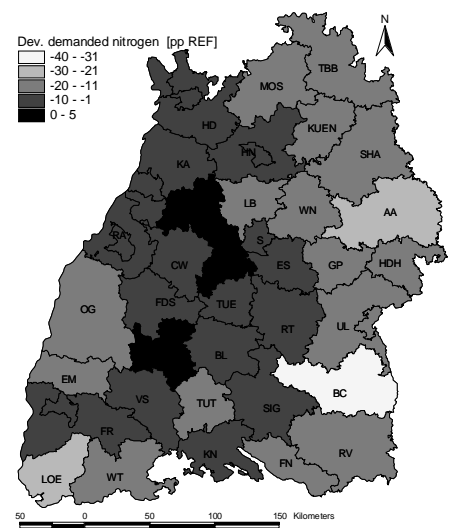 N
Dev. demanded nitrogen [pp REF]
-40 - -31
-30 - -21
-20 - -11
-10 - -1
0 - 5
TBB
MOS
HD
KUEN
HN
SHA
KA
LB
WN
AA
RA
S
CW
ES
GP
HDH
OG
FDS
TUE
RT
UL
BL
EM
BC
VS
TUT
SIG
FR
KN
RV
FN
LOE
WT
50 0 50 100 150 Kilometers